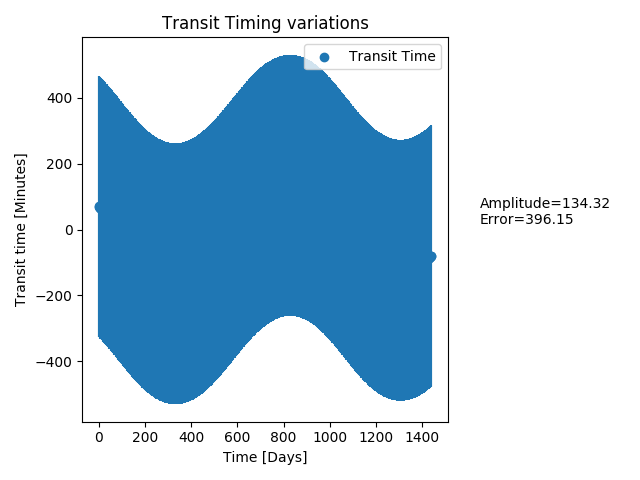 Transit Timing variations
Transit Time
Transit time [Minutes]
400
200
0
−200
−400
0 200 400 600 800 1000 1200 1400
Time [Days]
Amplitude=134.32
Error=396.15